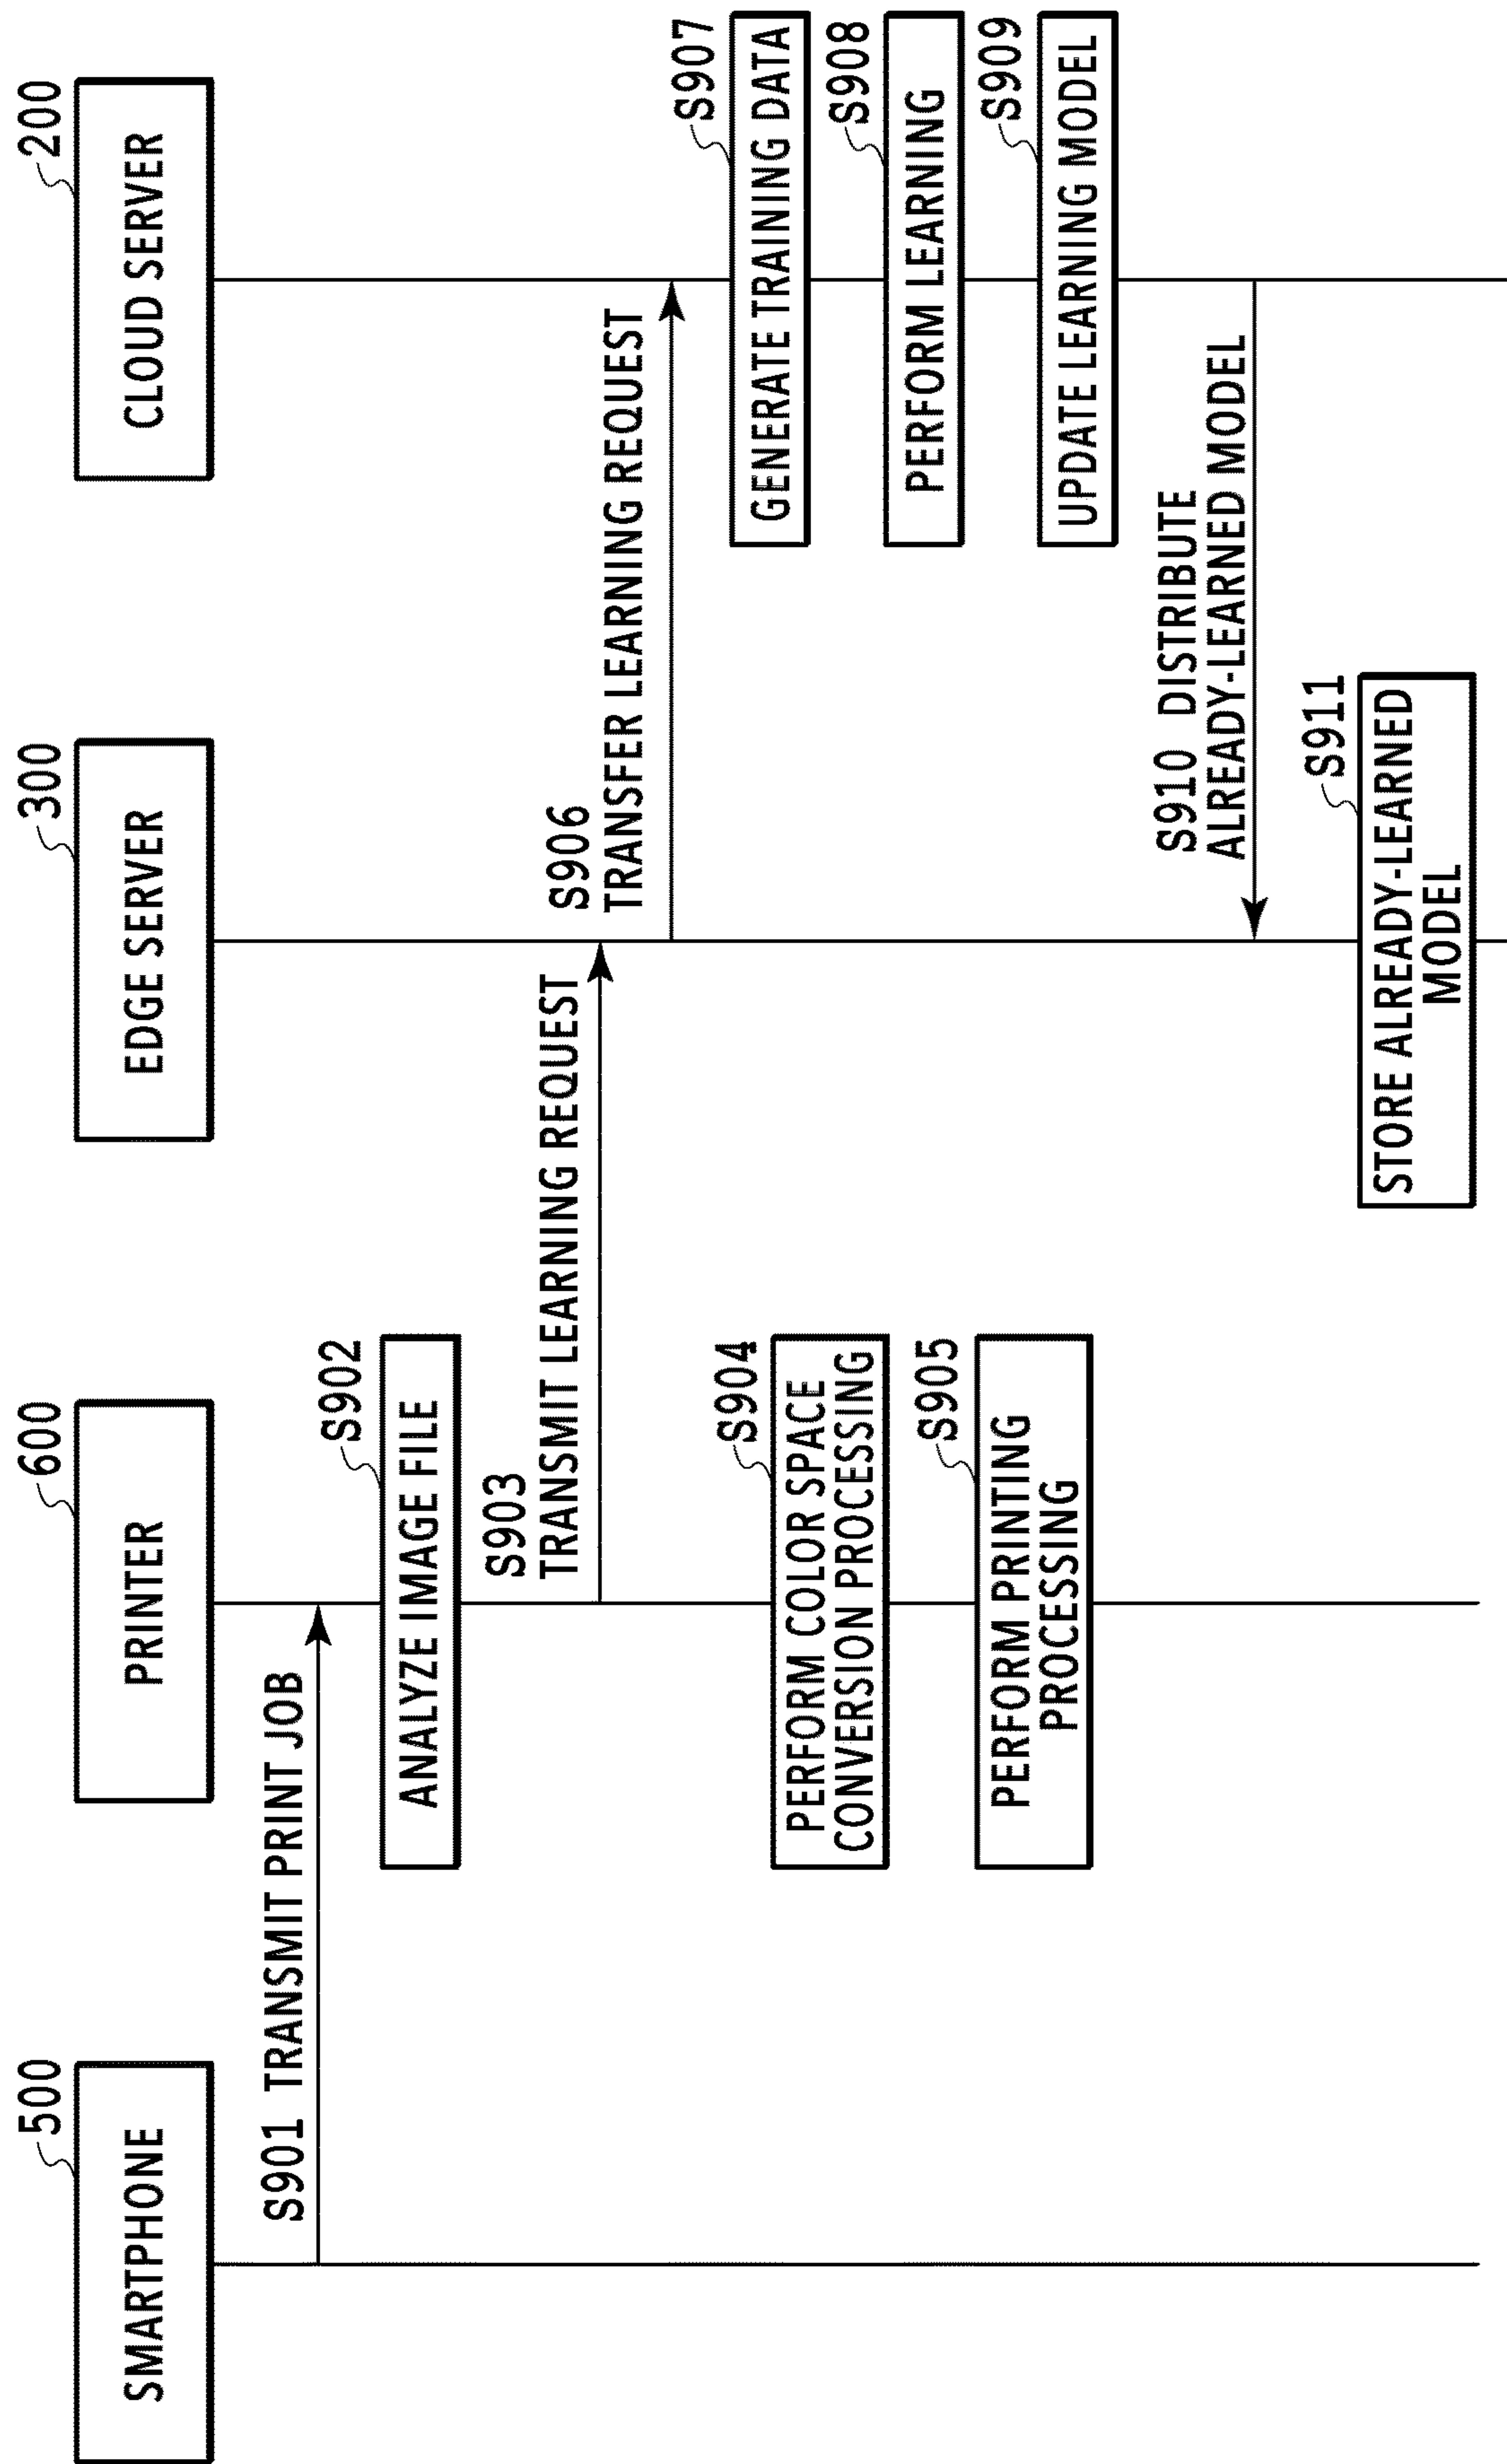 500
SMARTPHONE
600
PRINTER
300
EDGE SERVER
200
CLOUD SERVER
S901 TRANSMIT PRINT JOB
S902
ANALYZE IMAGE FILE
S903
TRANSMIT LEARNING REQUEST
S906
TRANSFER LEARNING REQUEST
S904
PERFORM COLOR SPACE
CONVERSION PROCESSING
S907
GENERATE TRAINING DATA
S908
PERFORM LEARNING
S905
PERFORM PRINTING
PROCESSING
S909
UPDATE LEARNING MODEL
S910 DISTRIBUTE
ALREADY-LEARNED MODEL
S911
STORE ALREADY-LEARNED
MODEL